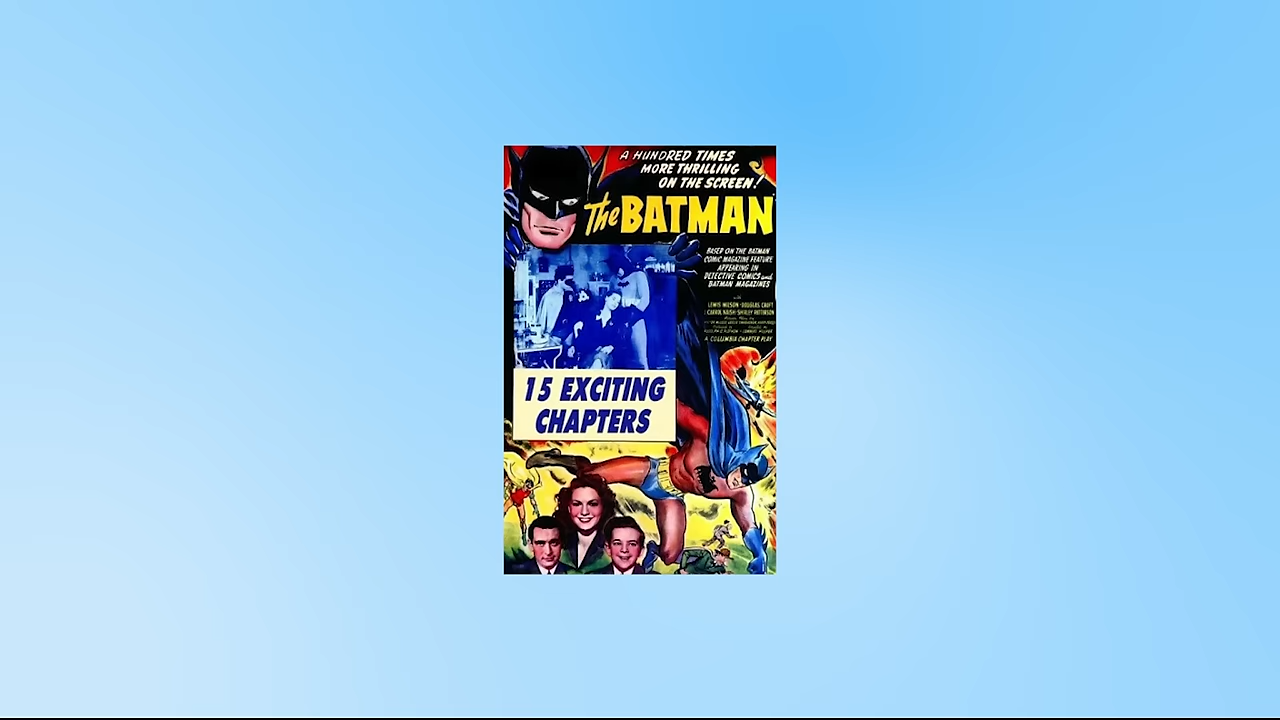 A HUNDRED TIMES
MORE THRILLING
ON THE SCREEN!
The BATMAN
BASED ON THE BATMAN
COMIC MAGAZINE FEATURE
APPEARING IN
DETECTIVE COMICS and
BATMAN MAGAZINES
with
LEWIS WILSON · DOUGLAS CROFT
J. CARROL NAISH · SHIRLEY PATTERSON
A COLUMBIA CHAPTER PLAY
15 EXCITING
CHAPTERS